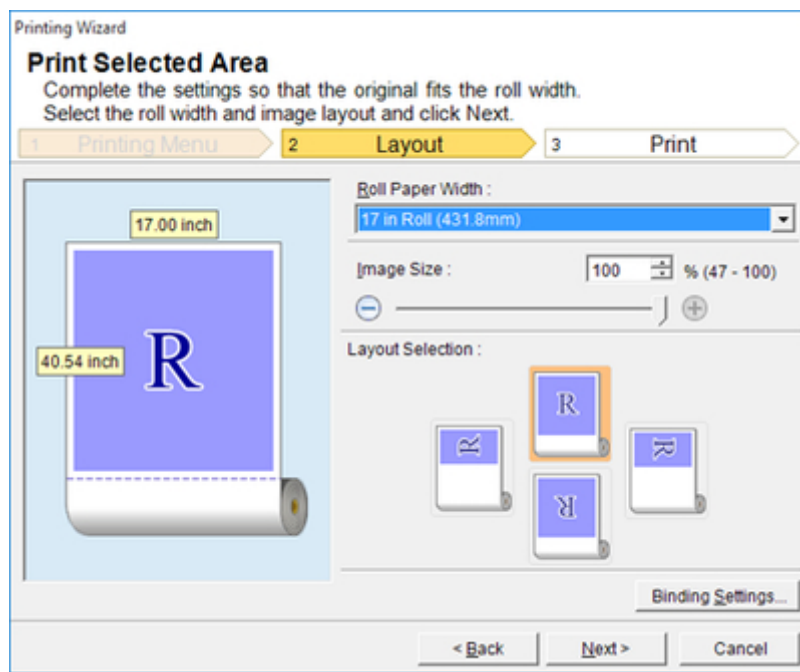 Printing Wizard
Print Selected Area
Complete the settings so that the original fits the roll width.
Select the roll width and image layout and click Next.
1 Printing Menu 2 Layout 3 Print
17.00 inch
40.54 inch
R
Roll Paper Width :
17 in Roll (431.8mm)
Image Size : 100 % (47 - 100)
Layout Selection :
R
R
R
R
Binding Settings...
< Back Next > Cancel